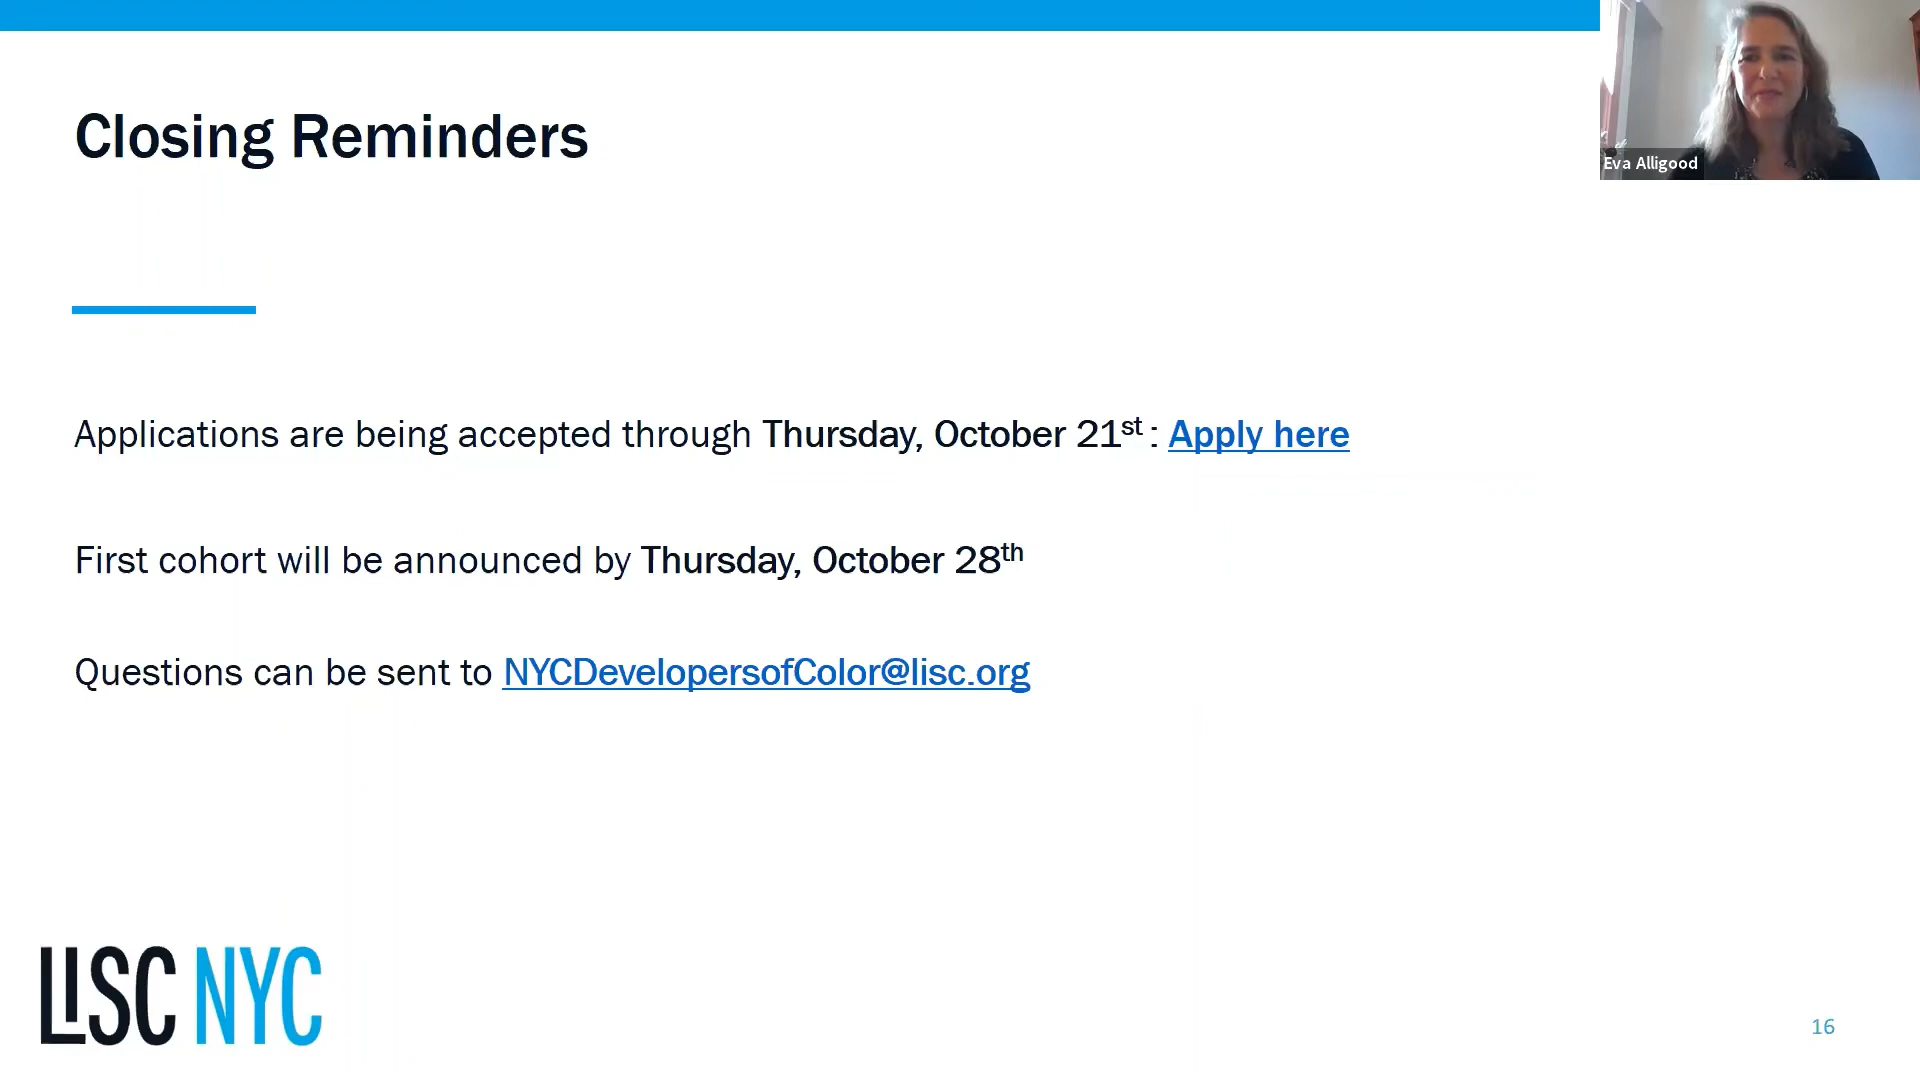 Closing Reminders
Eva Alligood
Applications are being accepted through Thursday, October 21st : Apply here
First cohort will be announced by Thursday, October 28th
Questions can be sent to NYCDevelopersofColor@lisc.org
LISC NYC
16